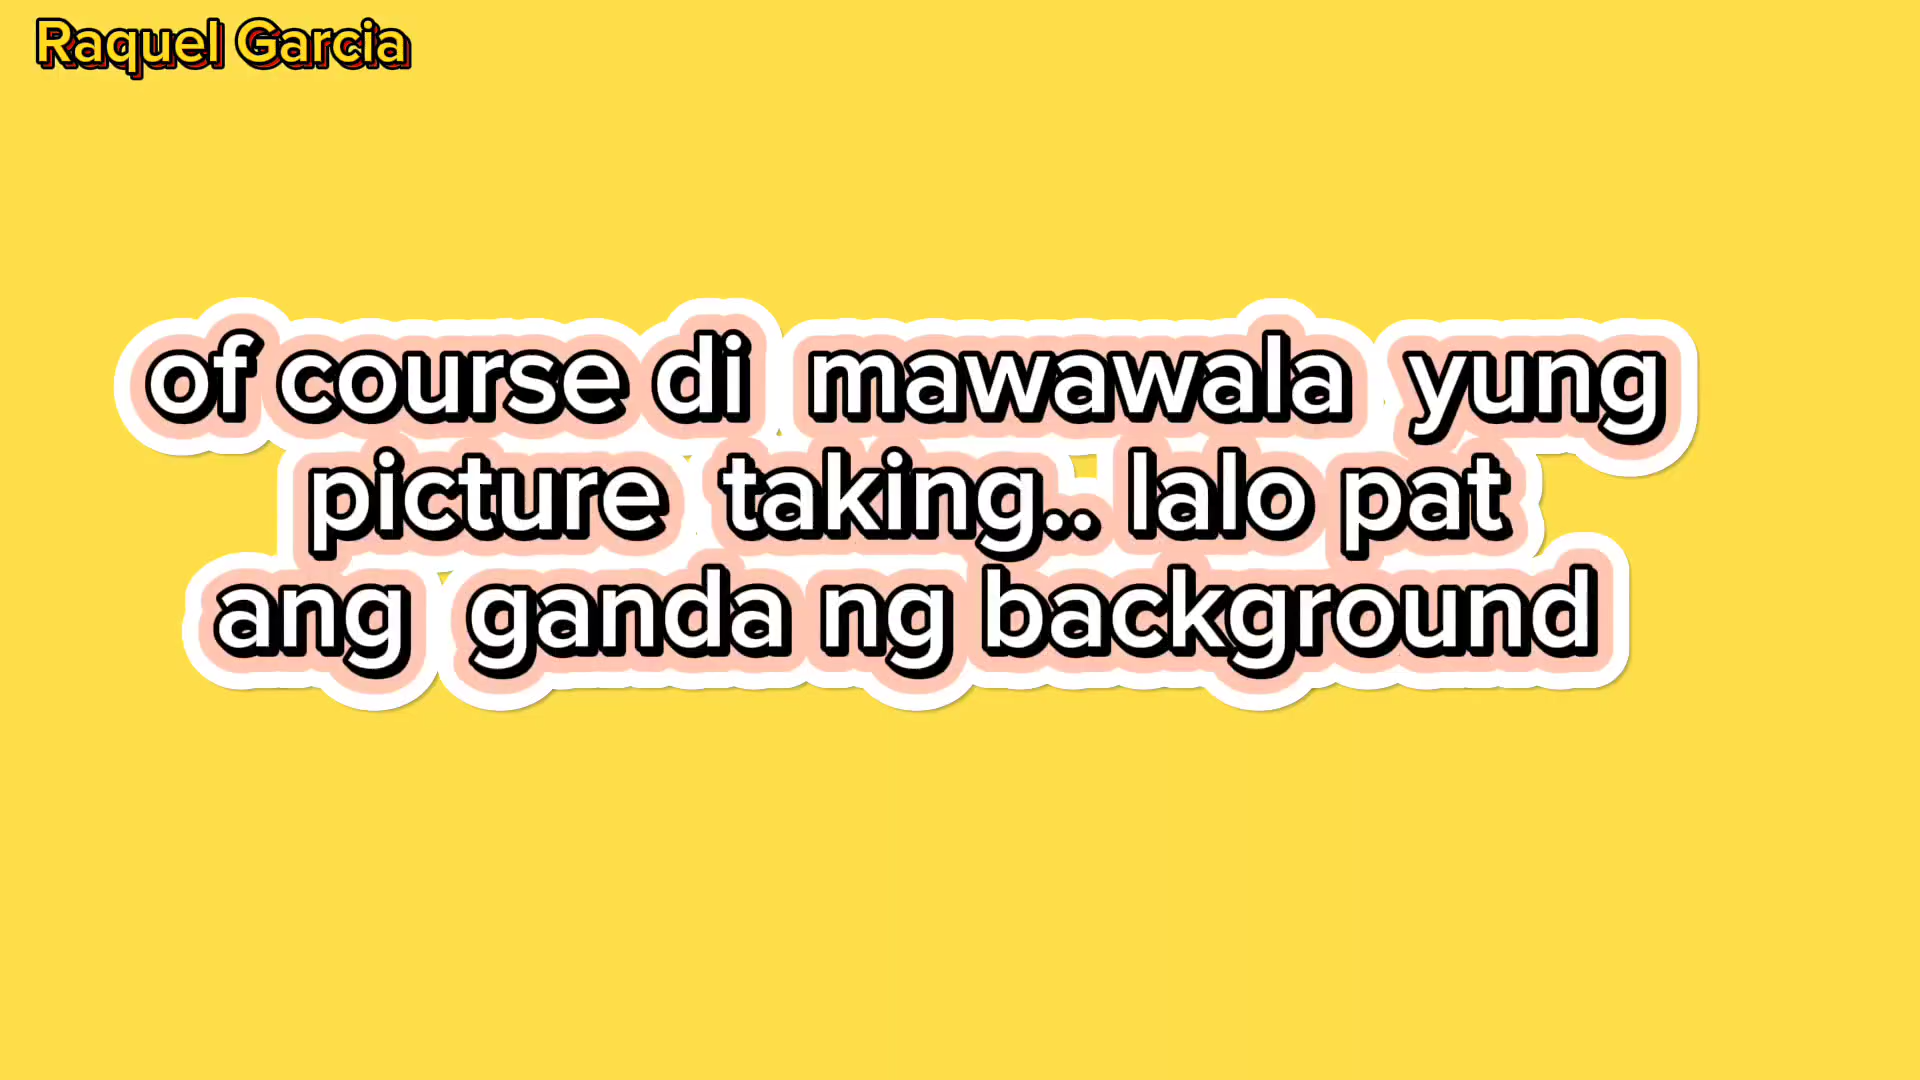 Raquel Garcia
of course di mawawala yung
picture taking.. lalo pat
ang ganda ng background